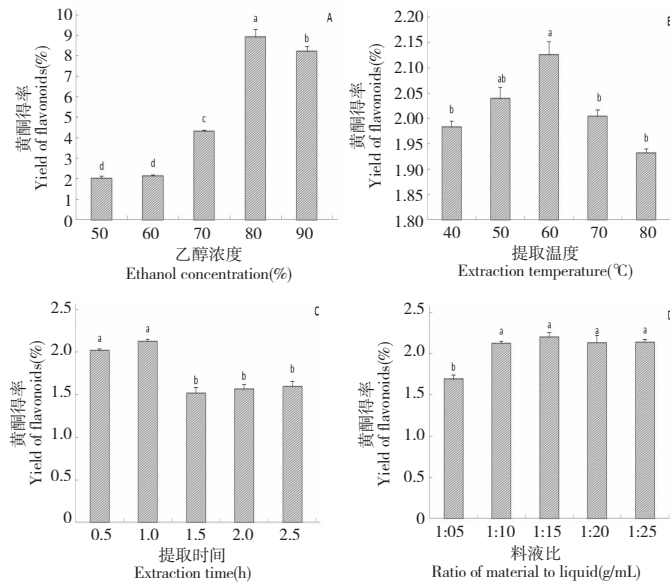 A
10
9
8
7
6
5
4
3
2
1
0
黄酮得率
Yield of flavonoids(%)
d
d
c
a
b
50 60 70 80 90
乙醇浓度
Ethanol concentration(%)
2.20
2.15
2.10
2.05
2.00
1.95
1.90
1.85
1.80
黄酮得率
Yield of flavonoids(%)
b
ab
a
b
b
40 50 60 70 80
提取温度
Extraction temperature(℃)
C
2.5
2.0
1.5
1.0
0.5
0
黄酮得率
Yield of flavonoids(%)
a
a
b
b
b
0.5 1.0 1.5 2.0 2.5
提取时间
Extraction time(h)
2.5
2.0
1.5
1.0
0.5
0
黄酮得率
Yield of flavonoids(%)
b
a
a
a
a
1:05 1:10 1:15 1:20 1:25
料液比
Ratio of material to liquid(g/mL)